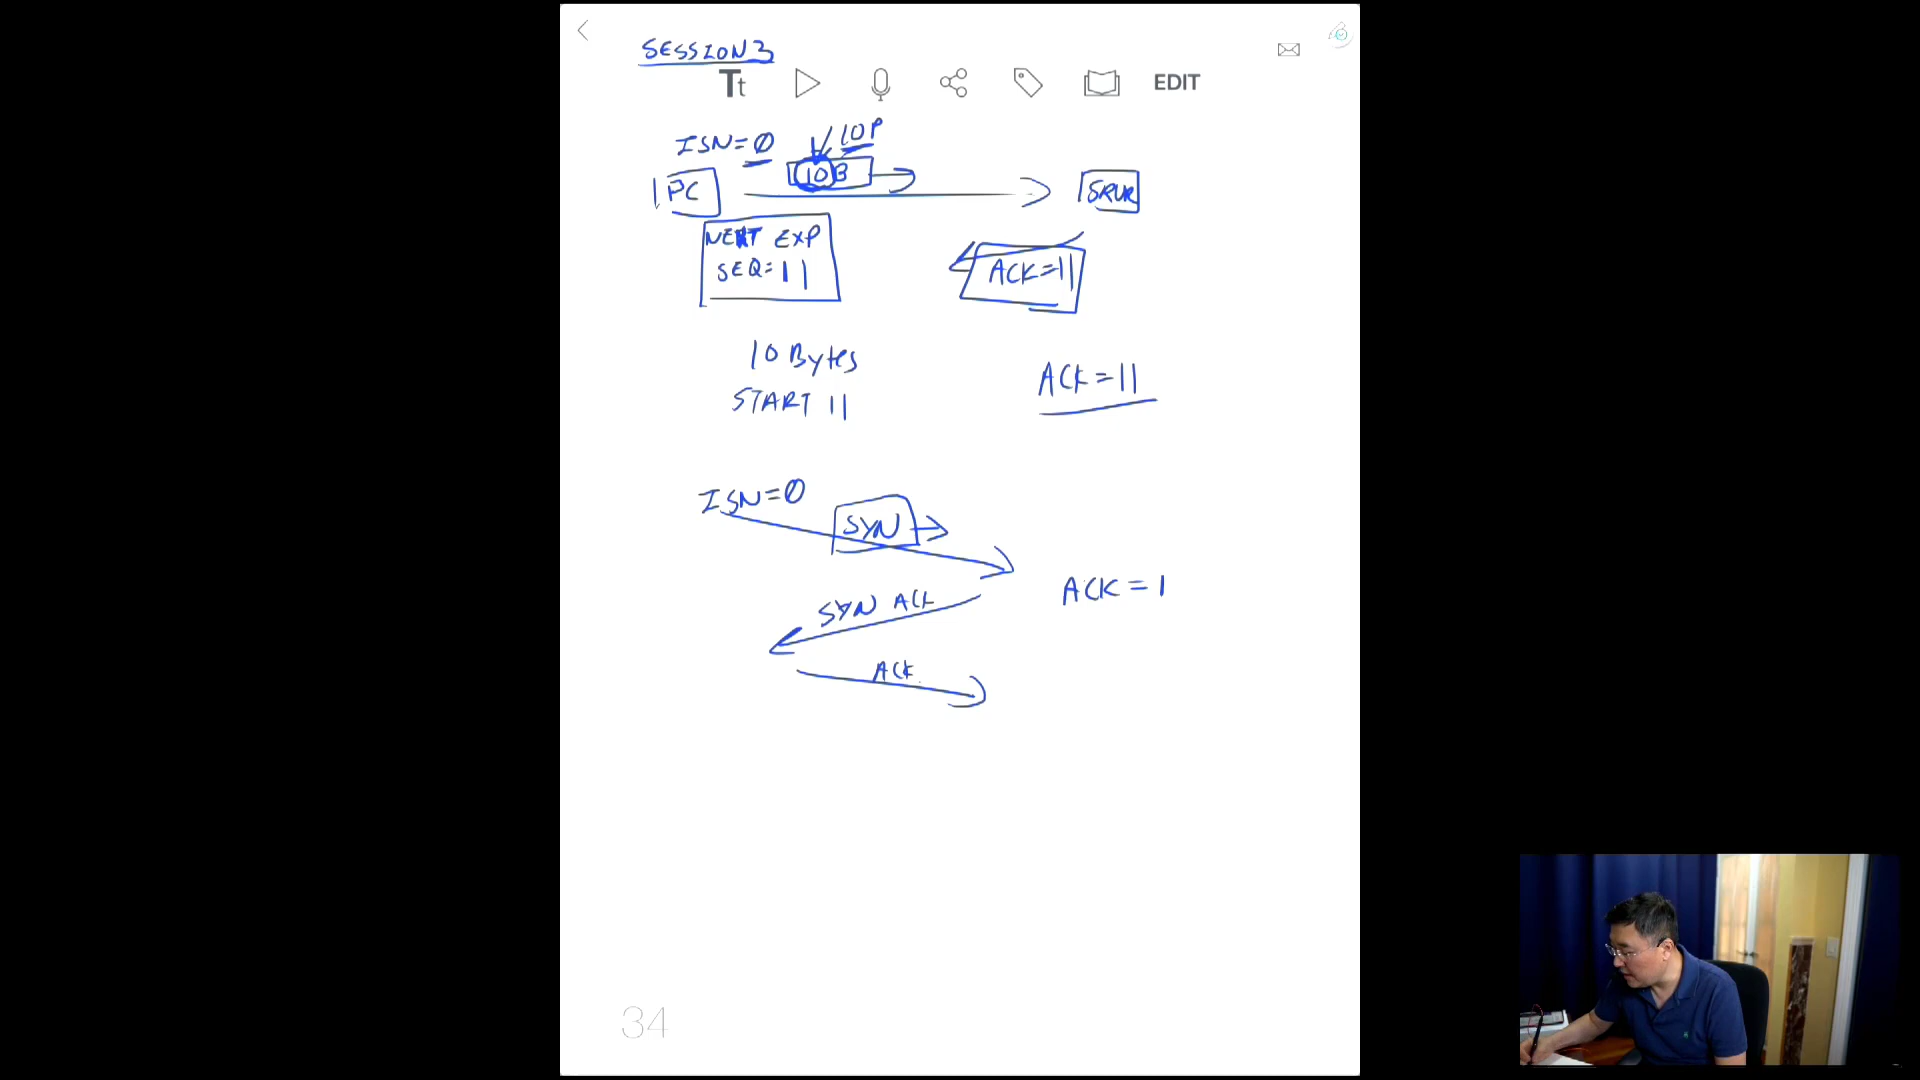 SESSION 3
Tt EDIT
ISN=0 10P
10B
PC SRVR
NEXT EXP
SEQ=11
ACK=11
10 Bytes
START 11
ACK=11
ISN=0
SYN
ACK=1
SYN ACK
ACK
34